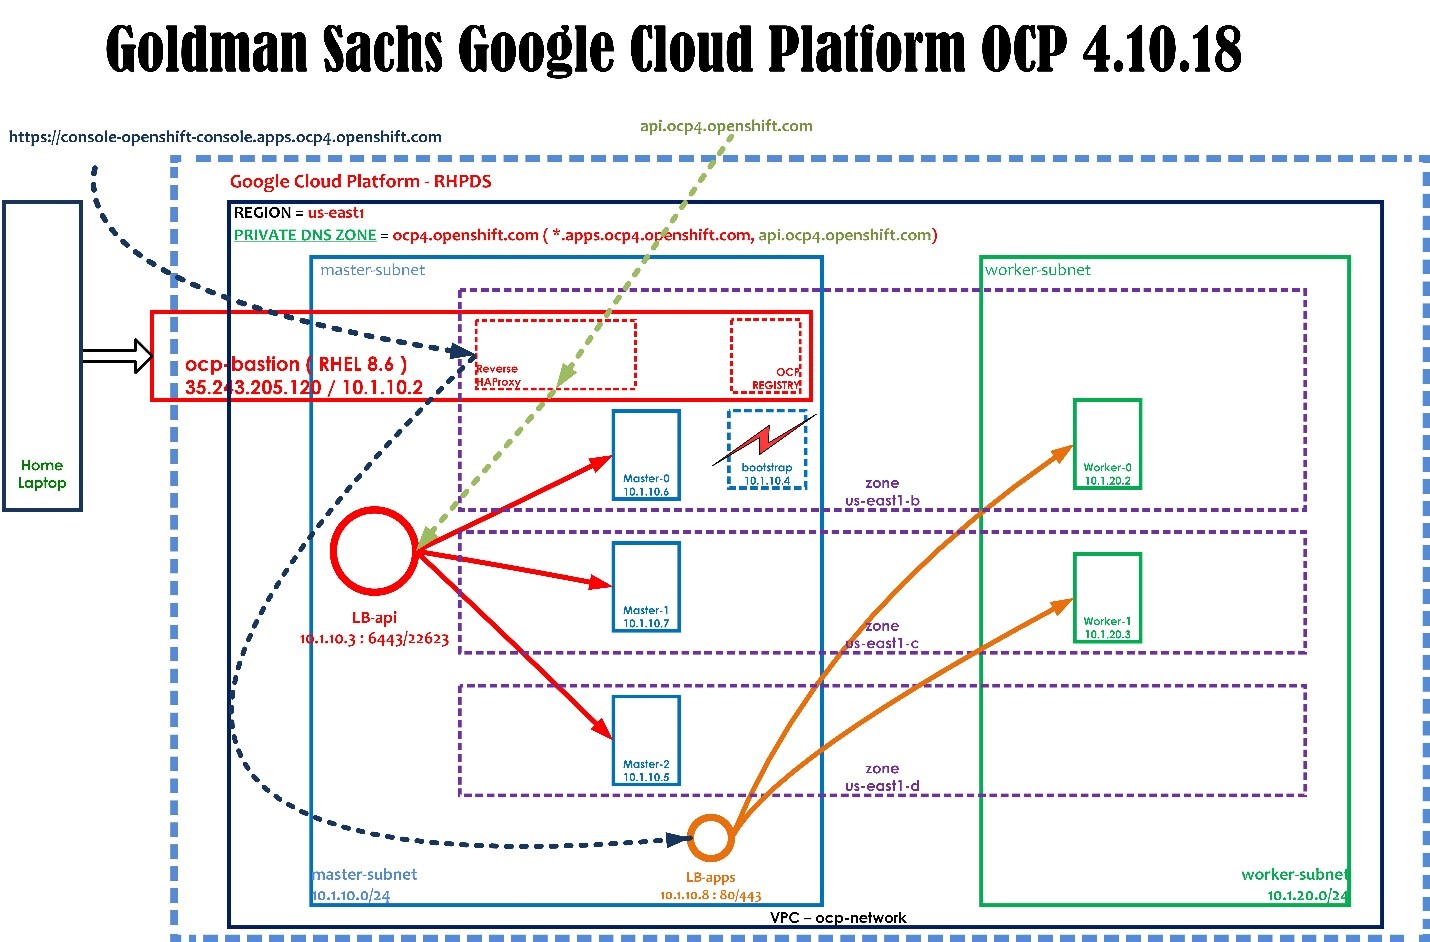 Goldman Sachs Google Cloud Platform OCP 4.10.18
https://console-openshift-console.apps.ocp4.openshift.com
api.ocp4.openshift.com
Google Cloud Platform - RHPDS
REGION = us-east1
PRIVATE DNS ZONE = ocp4.openshift.com ( *.apps.ocp4.openshift.com, api.ocp4.openshift.com)
master-subnet
worker-subnet
ocp-bastion ( RHEL 8.6 )
35.243.205.120 / 10.1.10.2
Reverse
HAProxy
OCP
REGISTRY
Home
Laptop
Master-0
10.1.10.6
bootstrap
10.1.10.4
Worker-0
10.1.20.2
zone
us-east1-b
LB-api
10.1.10.3 : 6443/22623
Master-1
10.1.10.7
zone
us-east1-c
Worker-1
10.1.20.3
Master-2
10.1.10.5
zone
us-east1-d
master-subnet
10.1.10.0/24
LB-apps
10.1.10.8 : 80/443
worker-subnet
10.1.20.0/24
VPC – ocp-network